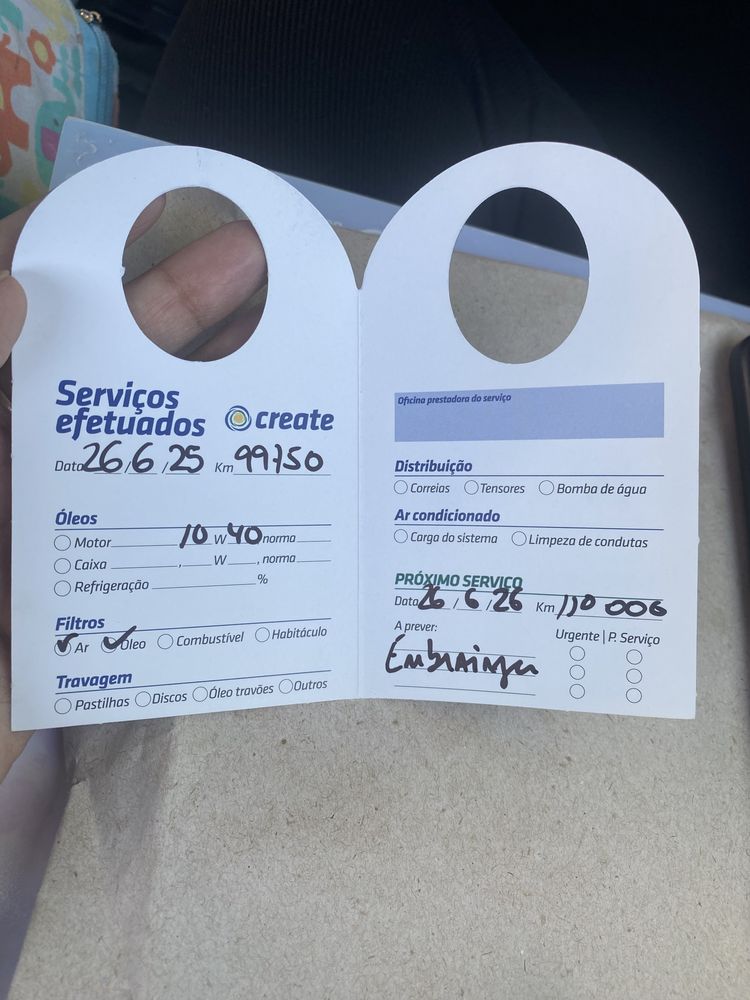 Serviços
efetuados
create
Data 26/6/25 Km 99150
Óleos
Motor 10 W 40 norma
Caixa , W , norma
Refrigeração %
Filtros
Ar Óleo Combustível Habitáculo
Travagem
Pastilhas Discos Óleo travões Outros
Oficina prestadora do serviço
Distribuição
Correias Tensores Bomba de água
Ar condicionado
Carga do sistema Limpeza de condutas
PRÓXIMO SERVIÇO
Data 26/6/26 Km 110 000
A prever: Urgente | P. Serviço